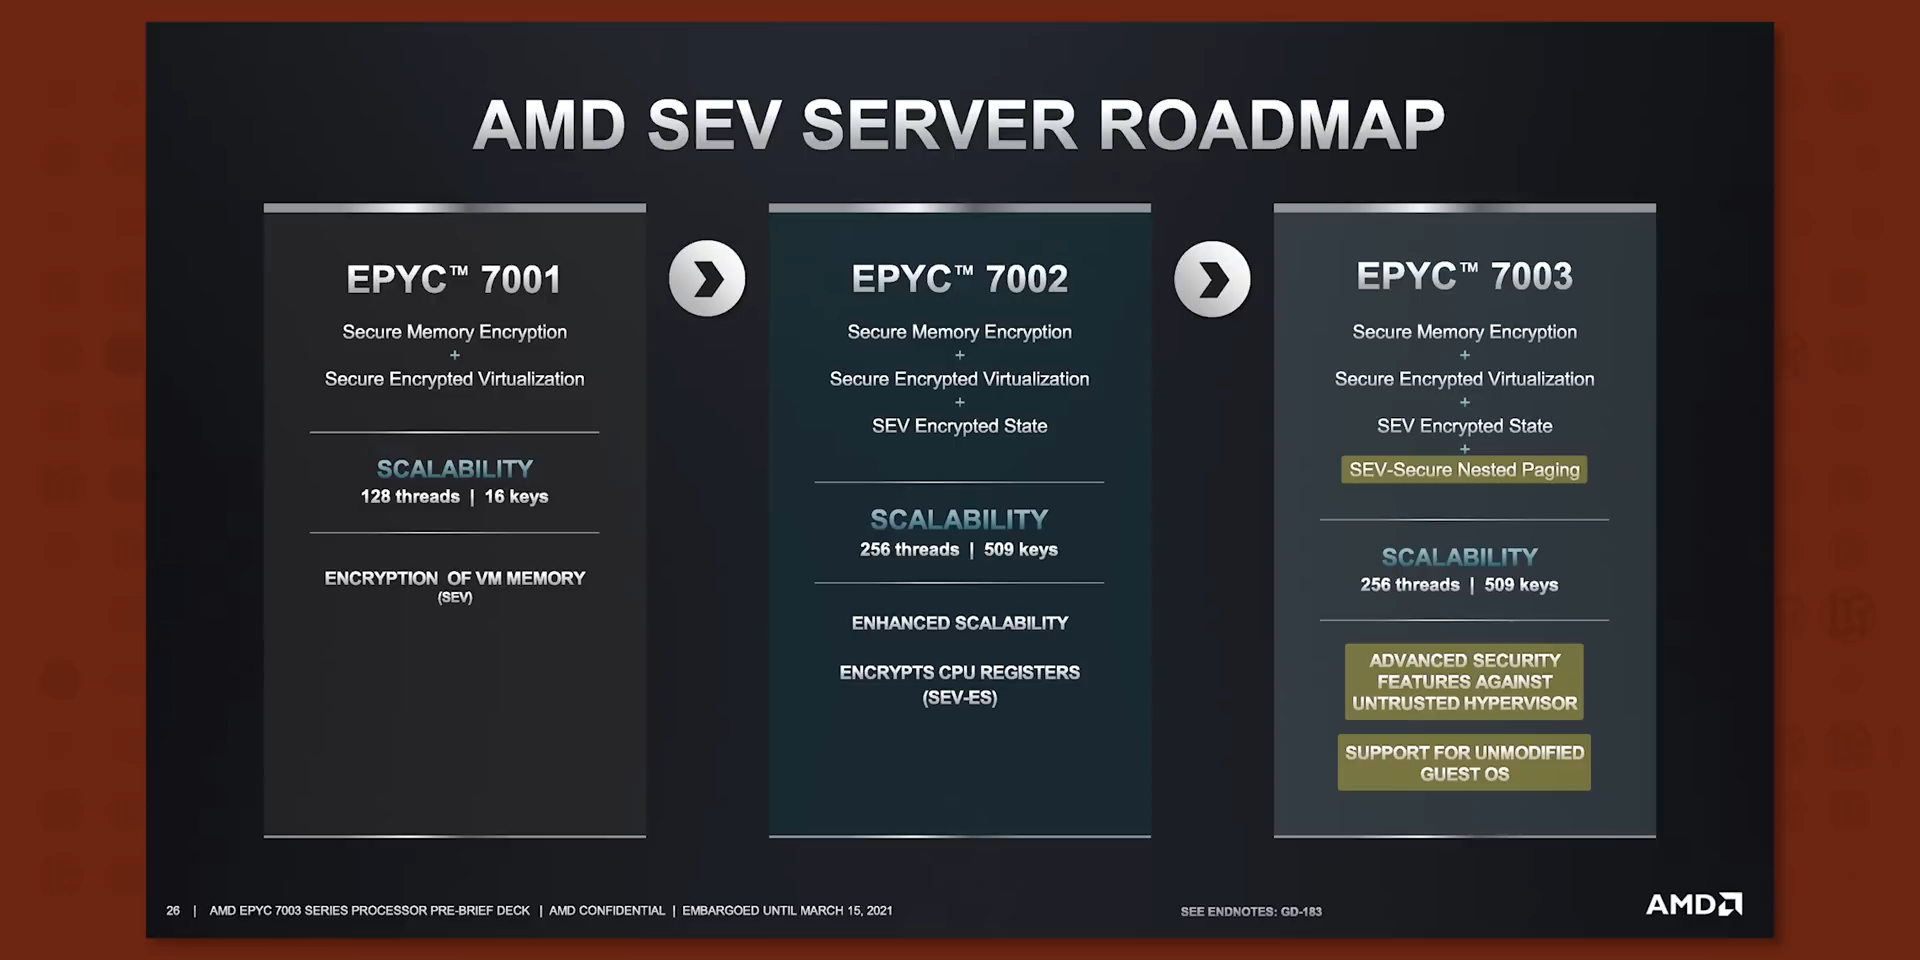 AMD SEV SERVER ROADMAP
EPYC™ 7001
Secure Memory Encryption
+
Secure Encrypted Virtualization
SCALABILITY
128 threads | 16 keys
ENCRYPTION OF VM MEMORY
(SEV)
EPYC™ 7002
Secure Memory Encryption
+
Secure Encrypted Virtualization
+
SEV Encrypted State
SCALABILITY
256 threads | 509 keys
ENHANCED SCALABILITY
ENCRYPTS CPU REGISTERS
(SEV-ES)
EPYC™ 7003
Secure Memory Encryption
+
Secure Encrypted Virtualization
+
SEV Encrypted State
+
SEV-Secure Nested Paging
SCALABILITY
256 threads | 509 keys
ADVANCED SECURITY
FEATURES AGAINST
UNTRUSTED HYPERVISOR
SUPPORT FOR UNMODIFIED
GUEST OS
26 | AMD EPYC 7003 SERIES PROCESSOR PRE-BRIEF DECK | AMD CONFIDENTIAL | EMBARGOED UNTIL MARCH 15, 2021
SEE ENDNOTES: GD-183
AMD